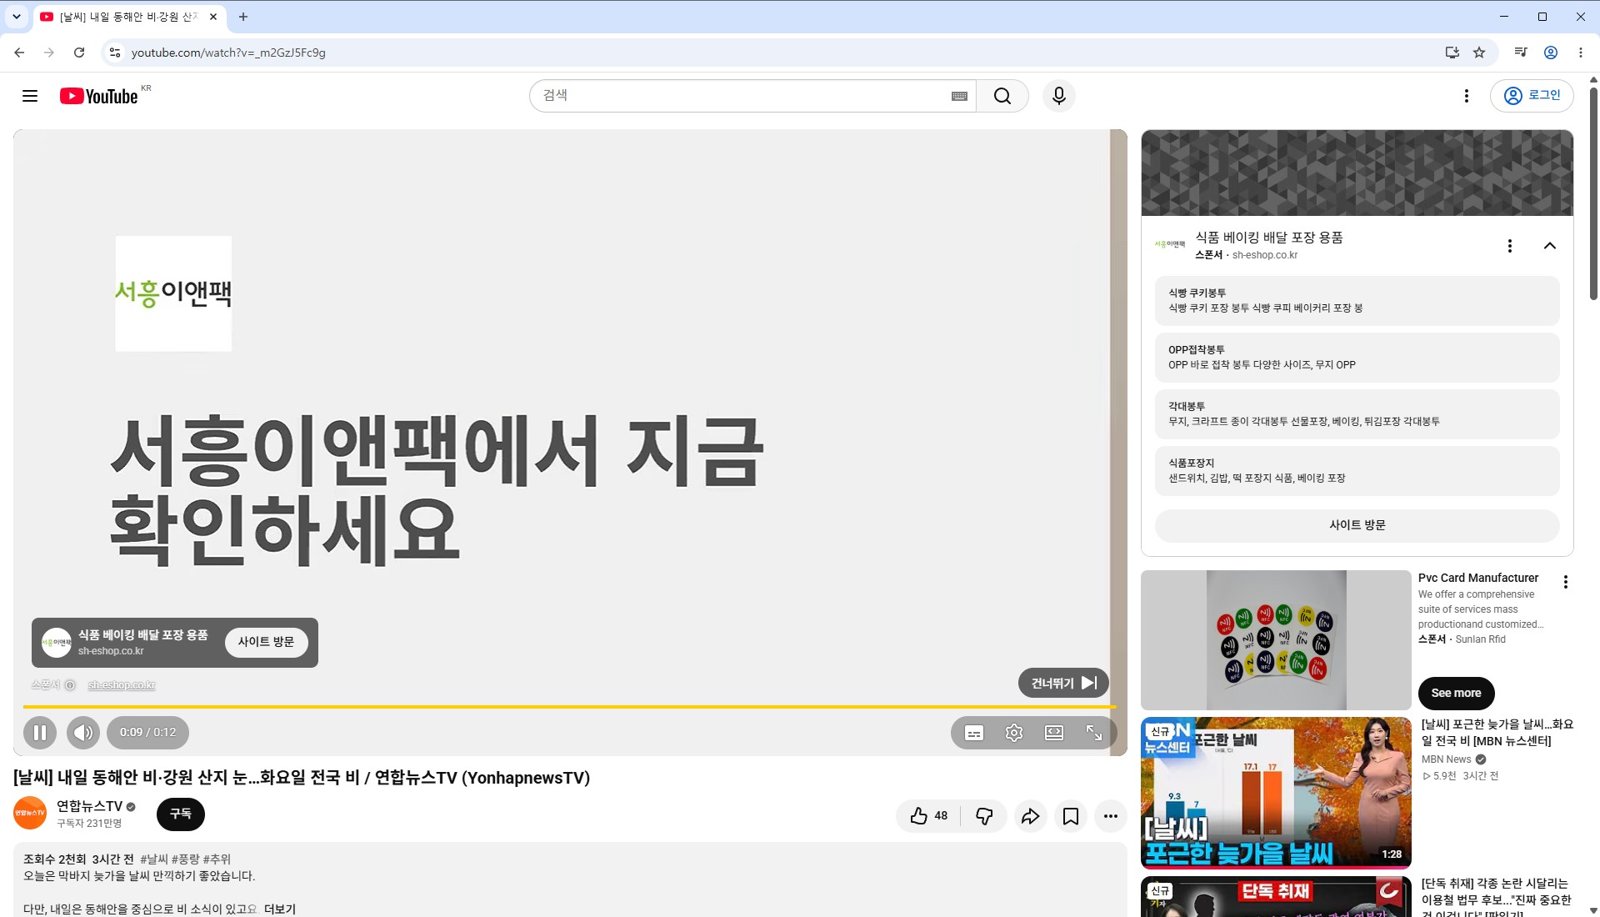 [날씨] 내일 동해안 비·강원 산지
youtube.com/watch?v=_m2GzJ5Fc9g
YouTube KR
검색
로그인
서흥이앤팩
서흥이앤팩에서 지금
확인하세요
식품 베이킹 배달 포장 용품
sh-eshop.co.kr
사이트 방문
스폰서
sh-eshop.co.kr
건너뛰기
0:09 / 0:12
[날씨] 내일 동해안 비·강원 산지 눈...화요일 전국 비 / 연합뉴스TV (YonhapnewsTV)
연합뉴스TV
구독자 231만명
구독
48
조회수 2천회 3시간 전 #날씨 #풍랑 #추위
오늘은 막바지 늦가을 날씨 만끽하기 좋았습니다.
다만, 내일은 동해안을 중심으로 비 소식이 있고요. 더보기
서흥이앤팩
식품 베이킹 배달 포장 용품
스폰서 · sh-eshop.co.kr
식빵 쿠키봉투
식빵 쿠키 포장 봉투 식빵 쿠피 베이커리 포장 봉
OPP접착봉투
OPP 바로 접착 봉투 다양한 사이즈, 무지 OPP
각대봉투
무지, 크라프트 종이 각대봉투 선물포장, 베이킹, 튀김포장 각대봉투
식품포장지
샌드위치, 김밥, 떡 포장지 식품, 베이킹 포장
사이트 방문
Pvc Card Manufacturer
We offer a comprehensive
suite of services mass
productionand customized...
스폰서 · Sunlan Rfid
See more
신규
뉴스센터
포근한 날씨
9.3
7
17.1
17
[날씨]
포근한 늦가을 날씨
1:28
[날씨] 포근한 늦가을 날씨...화요
일 전국 비 [MBN 뉴스센터]
MBN News
5.9천 3시간 전
신규
단독 취재
[단독 취재] 각종 논란 시달리는
이용철 법무 후보..."진짜 중요한